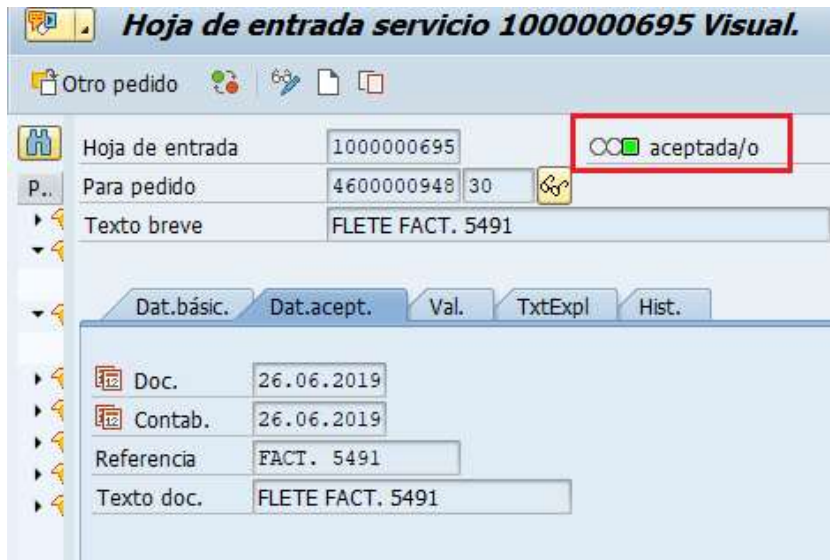 Hoja de entrada servicio 1000000695 Visual.
Otro pedido
Hoja de entrada 1000000695 aceptada/o
P.. Para pedido 4600000948 30
Texto breve FLETE FACT. 5491
Dat.básic. Dat.acept. Val. TxtExpl Hist.
Doc. 26.06.2019
Contab. 26.06.2019
Referencia FACT. 5491
Texto doc. FLETE FACT. 5491